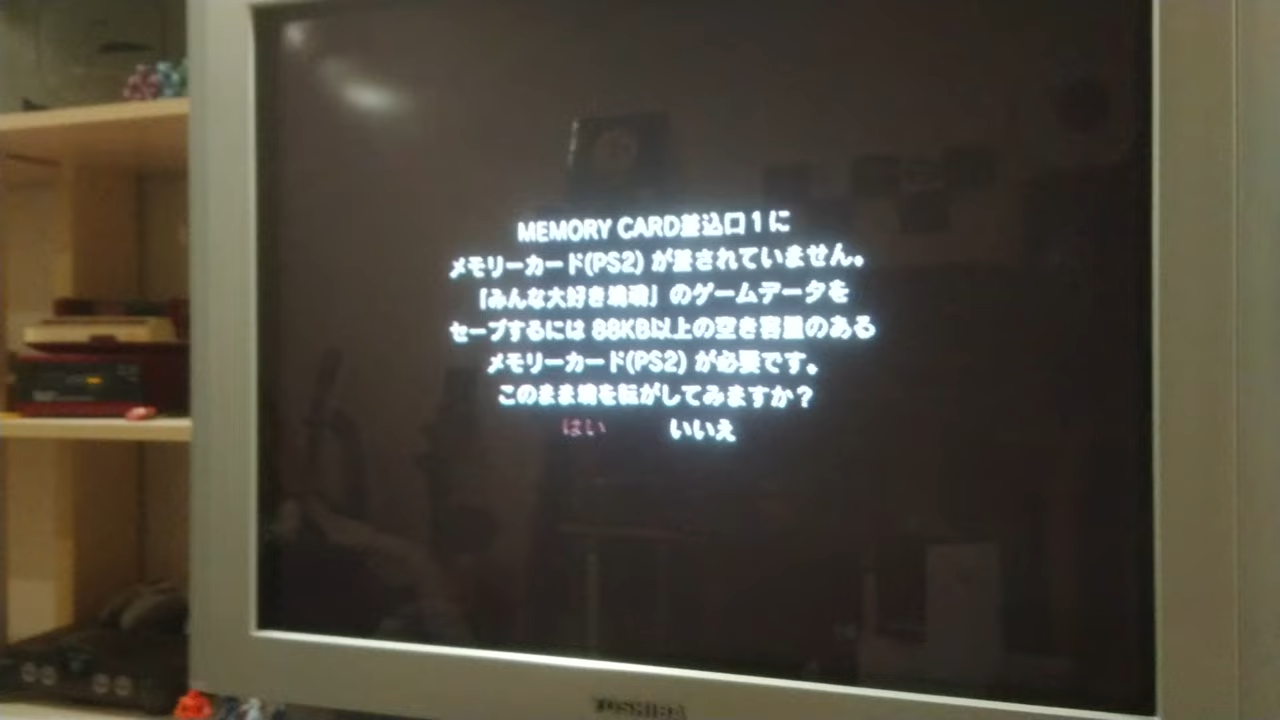 MEMORY CARD差込口1に
メモリーカード(PS2) が差されていません。
「みんな大好き塊魂」のゲームデータを
セーブするには 88KB以上の空き容量のある
メモリーカード(PS2) が必要です。
このまま塊を転がしてみますか？
はい いいえ
TOSHIBA